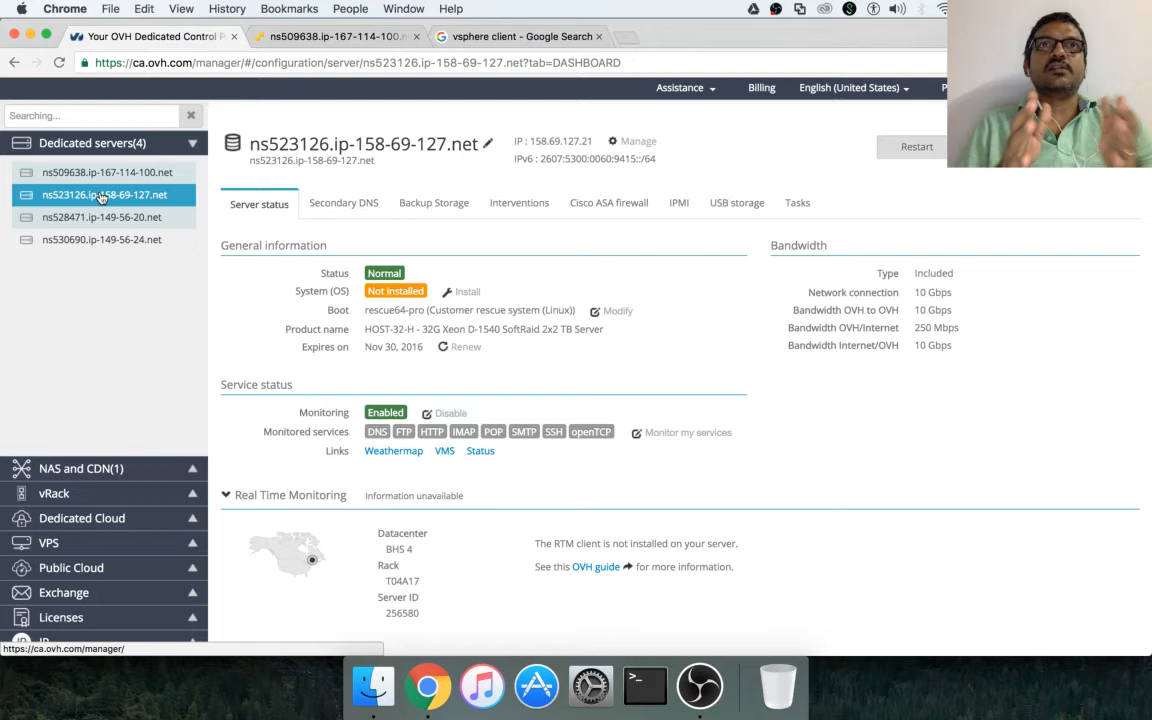 Chrome File Edit View History Bookmarks People Window Help
Your OVH Dedicated Control P × ns509638.ip-167-114-100.n × vsphere client - Google Search ×
https://ca.ovh.com/manager/#/configuration/server/ns523126.ip-158-69-127.net?tab=DASHBOARD
Assistance Billing English (United States) P
Searching...
Dedicated servers(4)
ns509638.ip-167-114-100.net
ns523126.ip-158-69-127.net
ns528471.ip-149-56-20.net
ns530690.ip-149-56-24.net
NAS and CDN(1)
vRack
Dedicated Cloud
VPS
Public Cloud
Exchange
Licenses
IP
https://ca.ovh.com/manager/
ns523126.ip-158-69-127.net
ns523126.ip-158-69-127.net
IP : 158.69.127.21 Manage
IPv6 : 2607:5300:0060:9415::/64
Restart
Server status Secondary DNS Backup Storage Interventions Cisco ASA firewall IPMI USB storage Tasks
General information
Status Normal
System (OS) Not installed Install
Boot rescue64-pro (Customer rescue system (Linux)) Modify
Product name HOST-32-H - 32G Xeon D-1540 SoftRaid 2x2 TB Server
Expires on Nov 30, 2016 Renew
Bandwidth
Type Included
Network connection 10 Gbps
Bandwidth OVH to OVH 10 Gbps
Bandwidth OVH/Internet 250 Mbps
Bandwidth Internet/OVH 10 Gbps
Service status
Monitoring Enabled Disable
Monitored services DNS FTP HTTP IMAP POP SMTP SSH openTCP Monitor my services
Links Weathermap VMS Status
Real Time Monitoring Information unavailable
Datacenter
BHS 4
Rack
T04A17
Server ID
256580
The RTM client is not installed on your server.
See this OVH guide for more information.